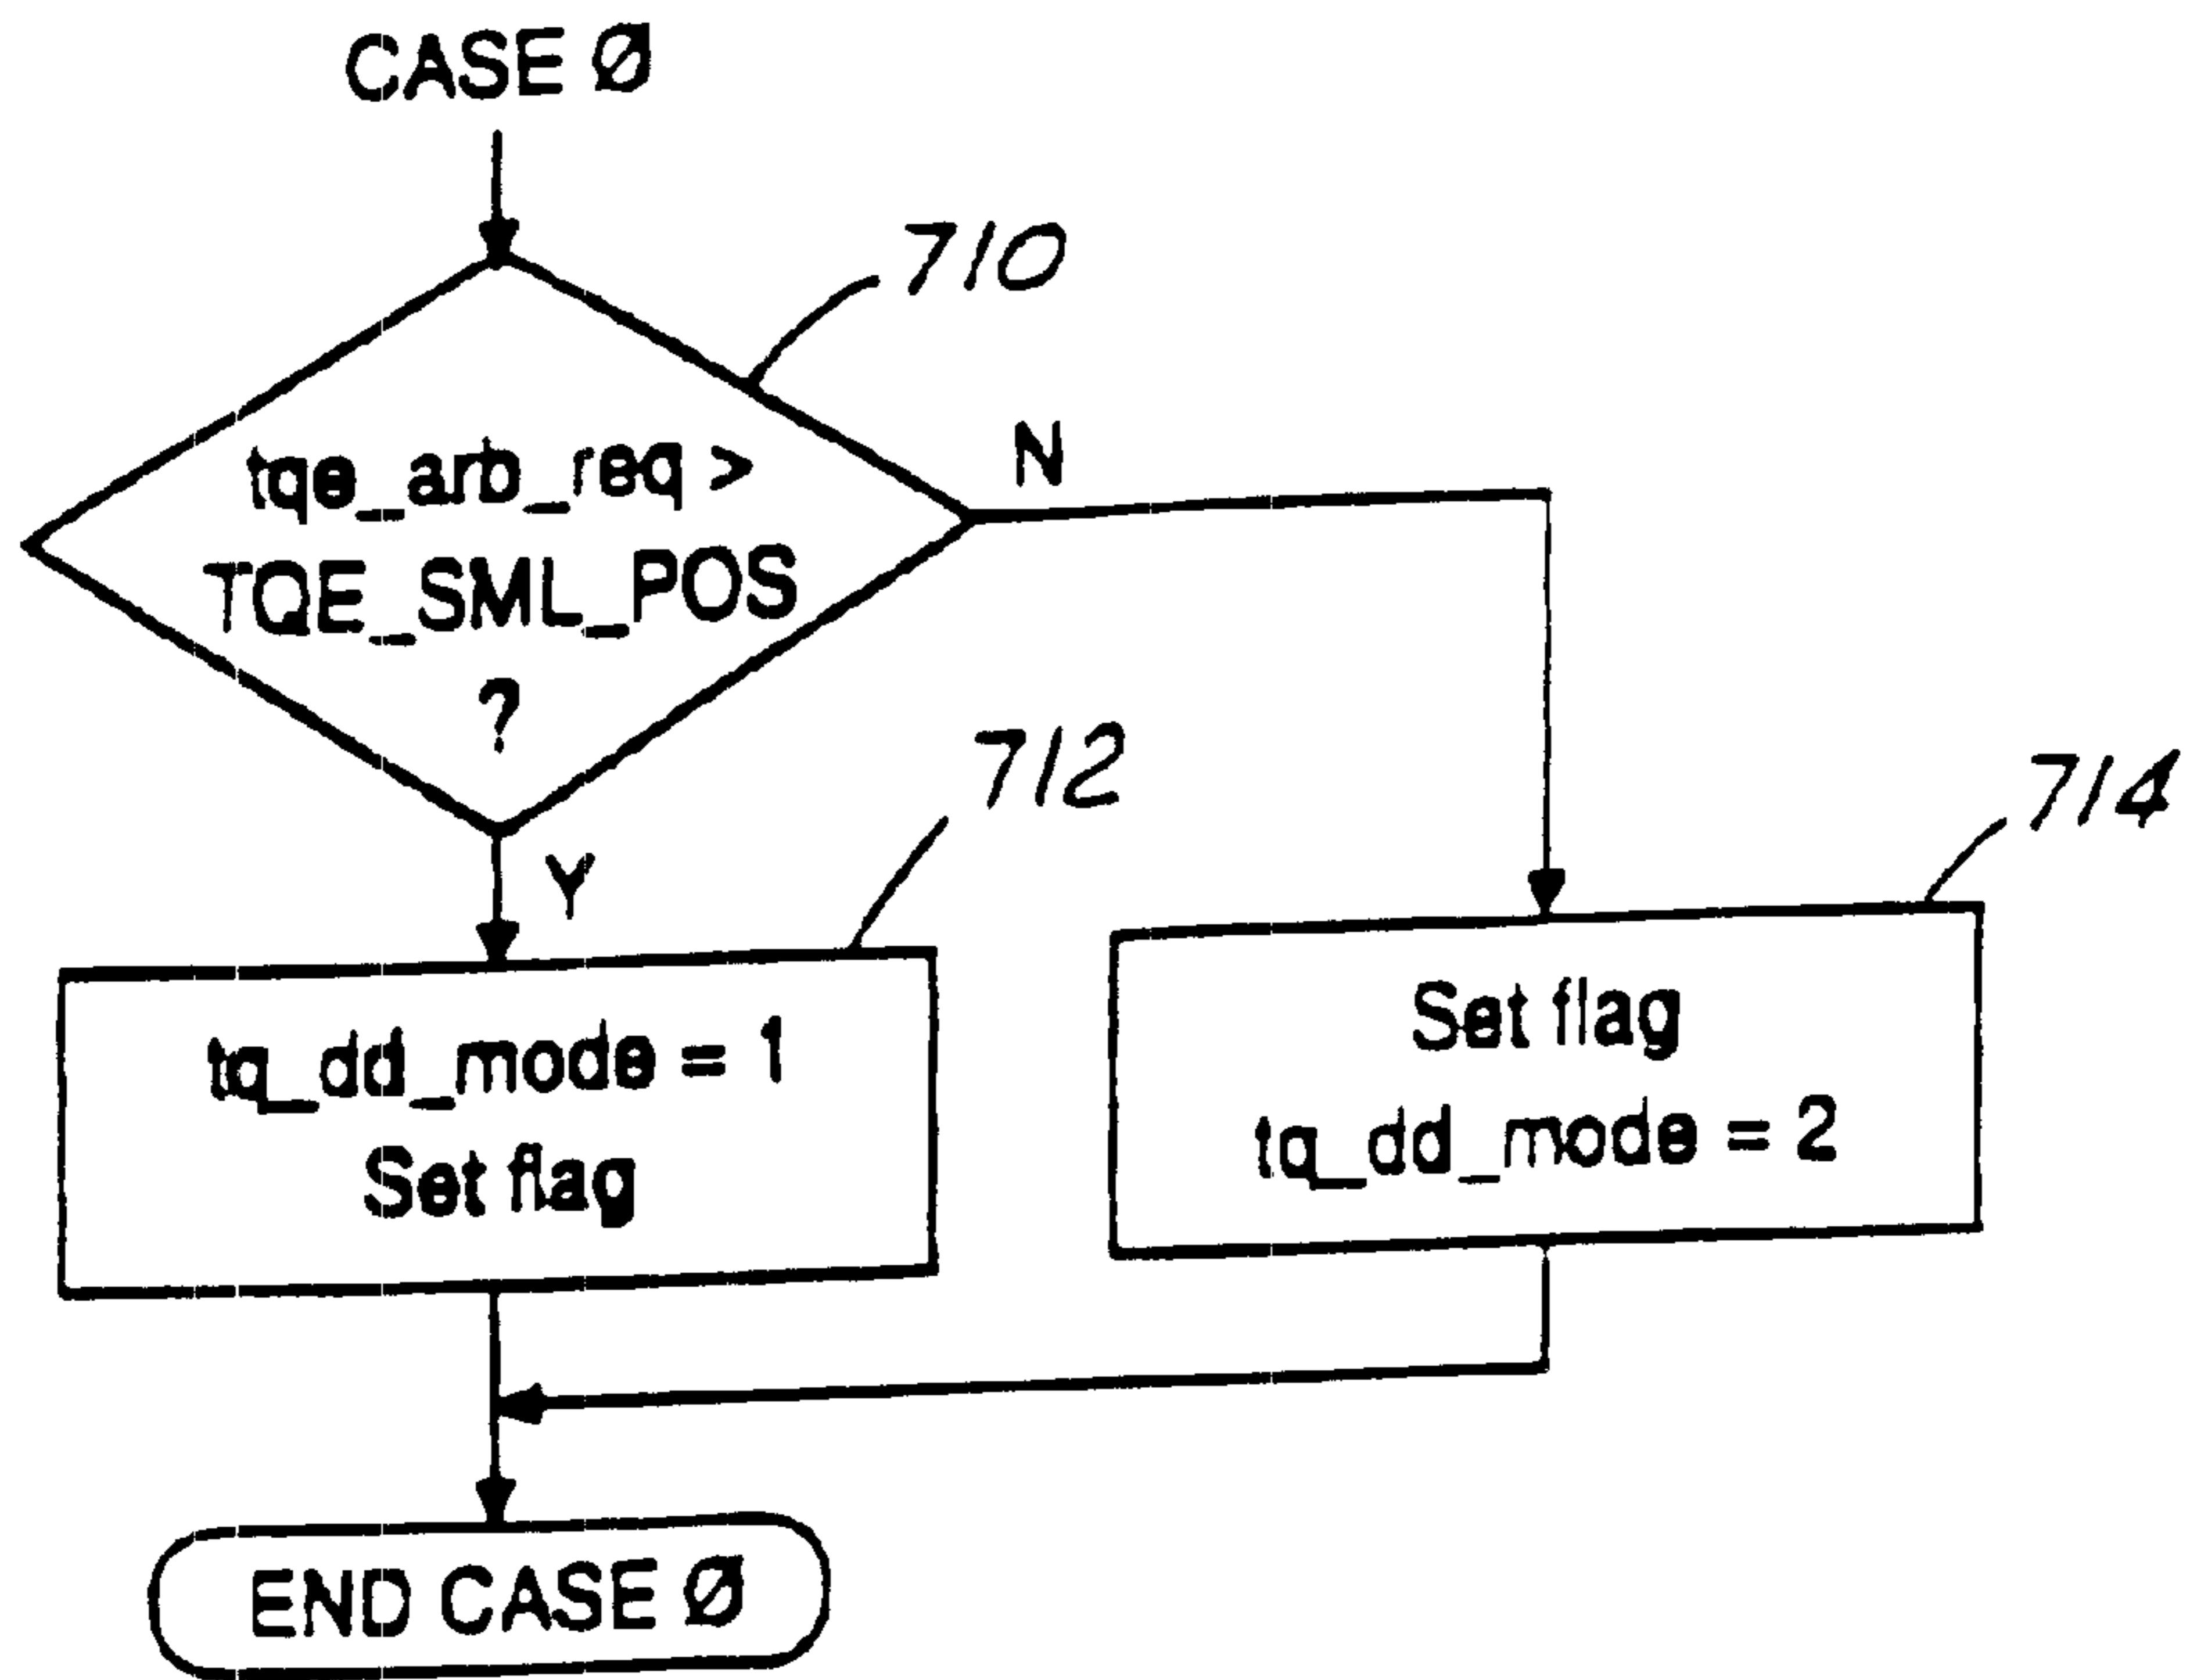 CASE Ø
710
tqe_arb_req >
TQE_SML_POS
?
N
Y
712
714
tq_dd_mode = 1
Set flag
Set flag
tq_dd_mode = 2
END CASE Ø